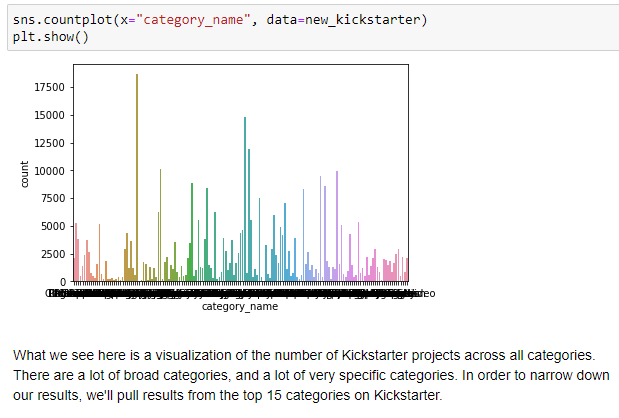 sns.countplot(x="category_name", data=new_kickstarter)
plt.show()
17500
15000
12500
10000
7500
5000
2500
0
count
category_name
What we see here is a visualization of the number of Kickstarter projects across all categories.
There are a lot of broad categories, and a lot of very specific categories. In order to narrow down
our results, we'll pull results from the top 15 categories on Kickstarter.